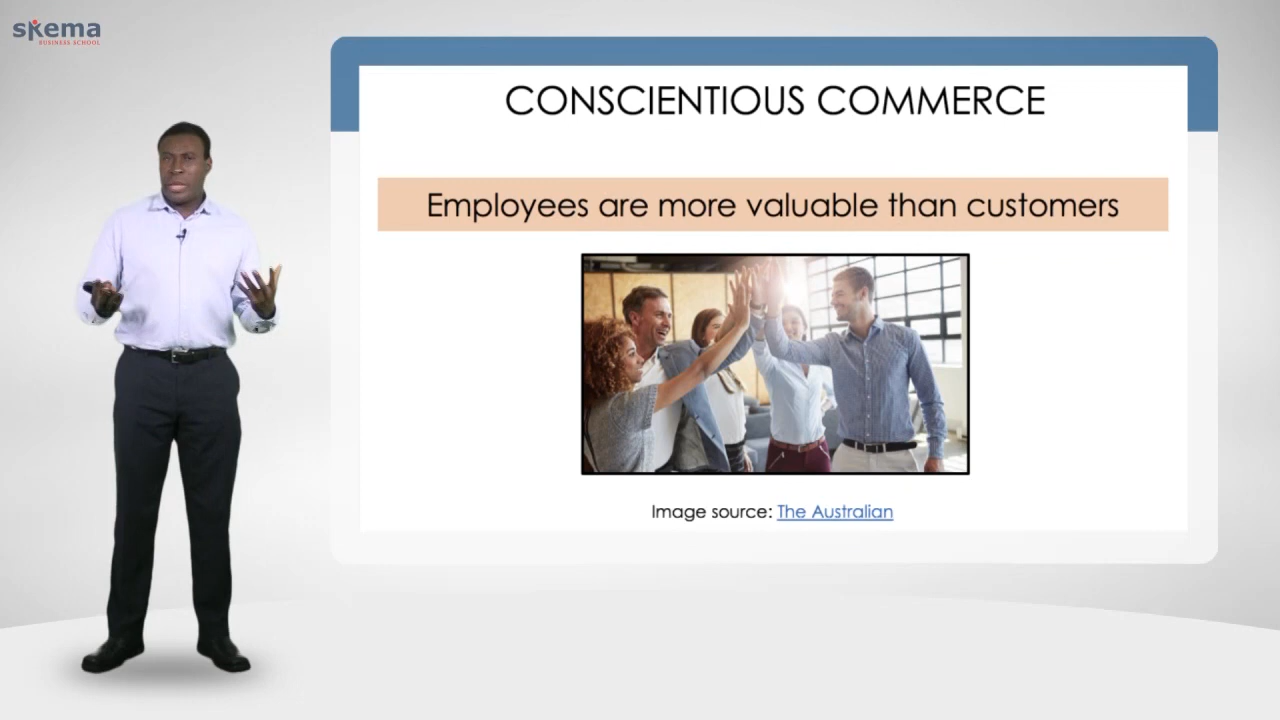 skema
BUSINESS SCHOOL
CONSCIENTIOUS COMMERCE
Employees are more valuable than customers
Image source: The Australian